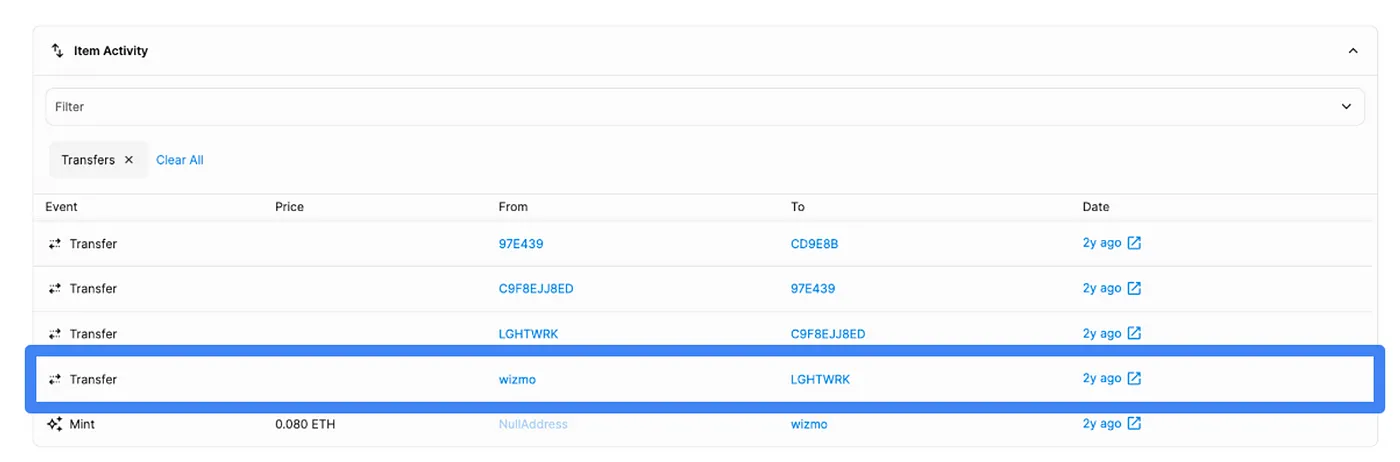 Item Activity
Filter
Transfers × Clear All
Event Price From To Date
Transfer 97E439 CD9E8B 2y ago
Transfer C9F8EJJ8ED 97E439 2y ago
Transfer LGHTWRK C9F8EJJ8ED 2y ago
Transfer wizmo LGHTWRK 2y ago
Mint 0.080 ETH NullAddress wizmo 2y ago